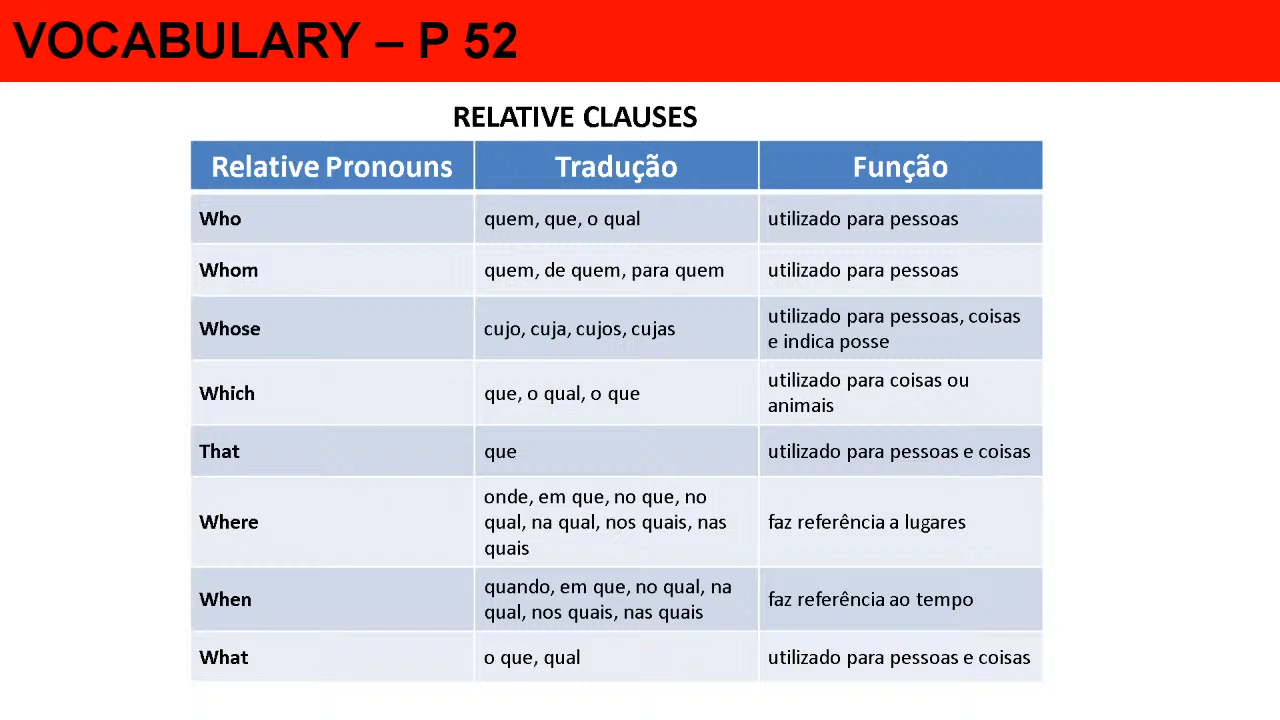 VOCABULARY – P 52
RELATIVE CLAUSES
Relative Pronouns Tradução Função
Who quem, que, o qual utilizado para pessoas
Whom quem, de quem, para quem utilizado para pessoas
Whose cujo, cuja, cujos, cujas utilizado para pessoas, coisas
e indica posse
Which que, o qual, o que utilizado para coisas ou
animais
That que utilizado para pessoas e coisas
onde, em que, no que, no
Where qual, na qual, nos quais, nas faz referência a lugares
quais
When quando, em que, no qual, na faz referência ao tempo
qual, nos quais, nas quais
What o que, qual utilizado para pessoas e coisas